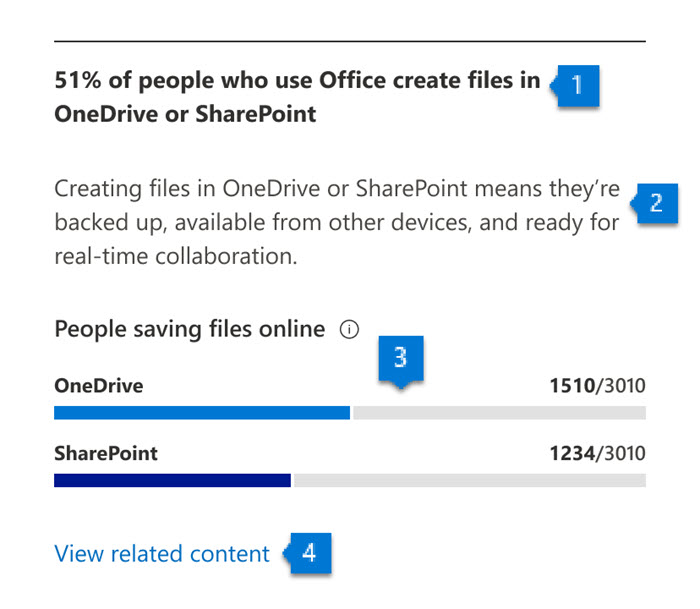 51% of people who use Office create files in 1
OneDrive or SharePoint
Creating files in OneDrive or SharePoint means they’re 2
backed up, available from other devices, and ready for
real-time collaboration.
People saving files online
3
OneDrive 1510/3010
SharePoint 1234/3010
View related content 4